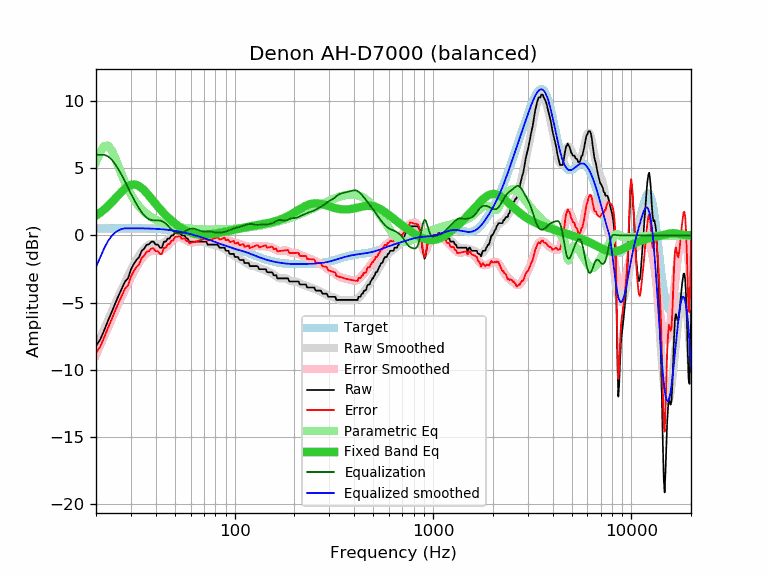 Denon AH-D7000 (balanced)
10
5
0
−5
−10
−15
−20
Amplitude (dBr)
Target
Raw Smoothed
Error Smoothed
Raw
Error
Parametric Eq
Fixed Band Eq
Equalization
Equalized smoothed
100 1000 10000
Frequency (Hz)